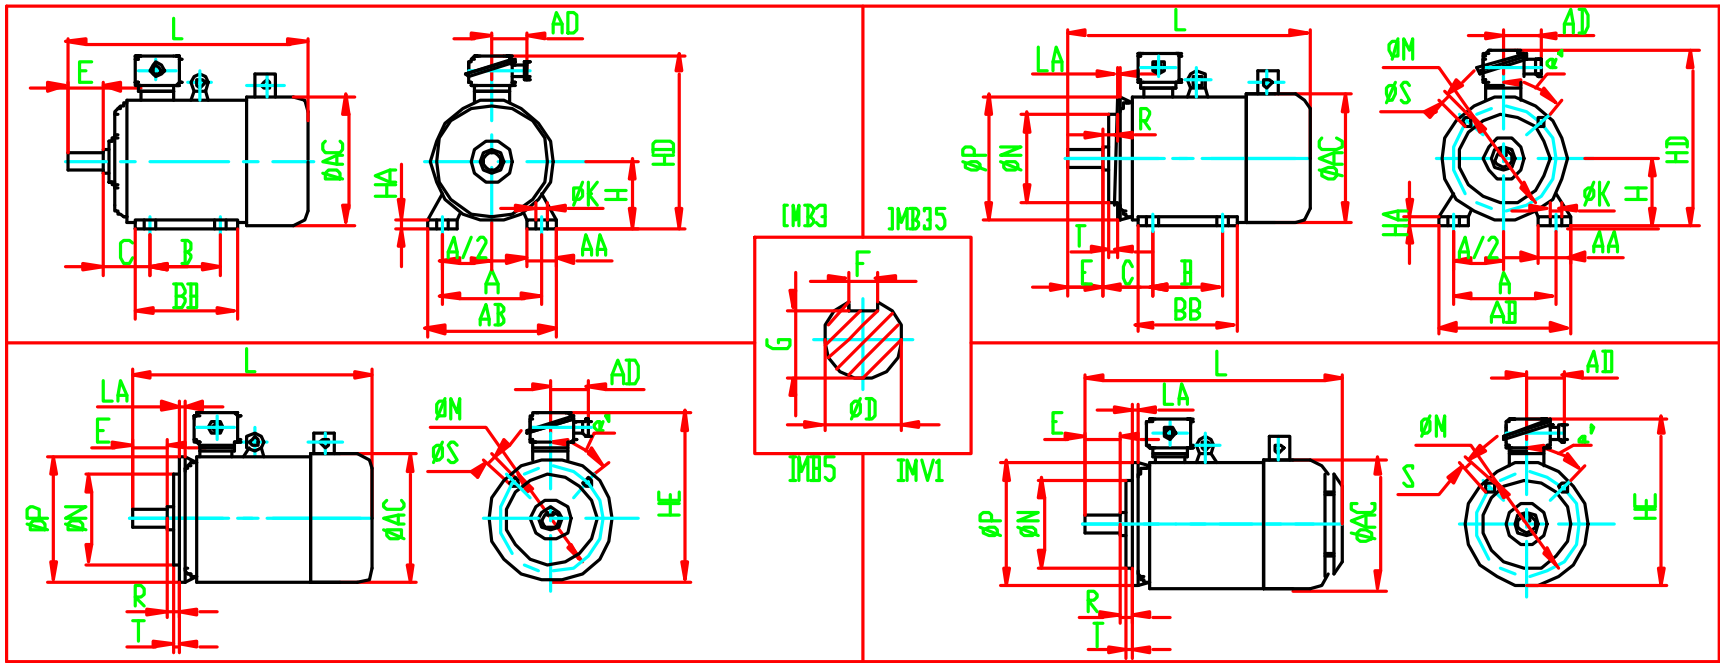 L
AD
E
ØAC
HD
HA
ØK
H
C
B
A/2
AA
BB
A
AB
IMB3
L
AD
LA
ØM
α°
ØS
R
ØP
ØN
ØAC
HD
ØK
H
HA
T
A/2
AA
E
C
B
A
BB
AB
IMB35
F
G
ØD
IMB5
IMV1
L
AD
LA
ØM
α°
E
ØS
ØP
ØN
ØAC
HE
R
T
L
AD
LA
E
ØM
α°
S
ØP
ØN
ØAC
HE
R
T